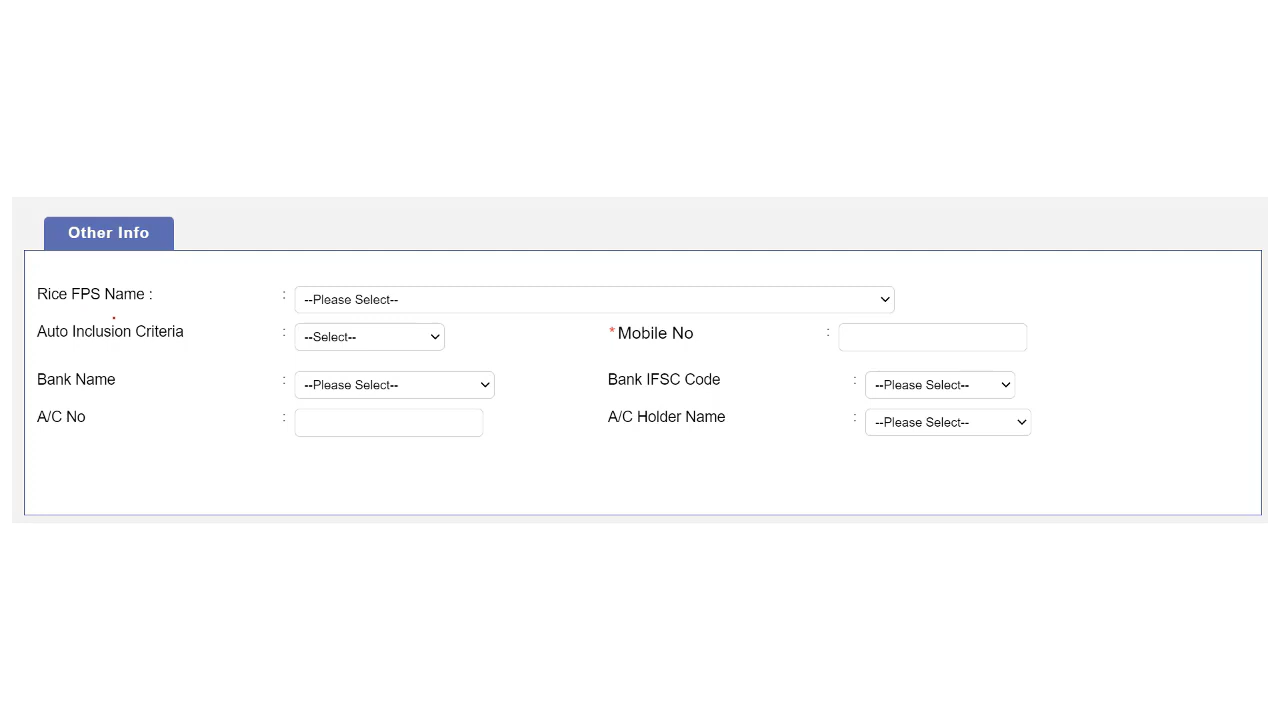 Other Info
Rice FPS Name : : --Please Select--
Auto Inclusion Criteria : --Select-- * Mobile No :
Bank Name : --Please Select-- Bank IFSC Code : --Please Select--
A/C No : A/C Holder Name : --Please Select--